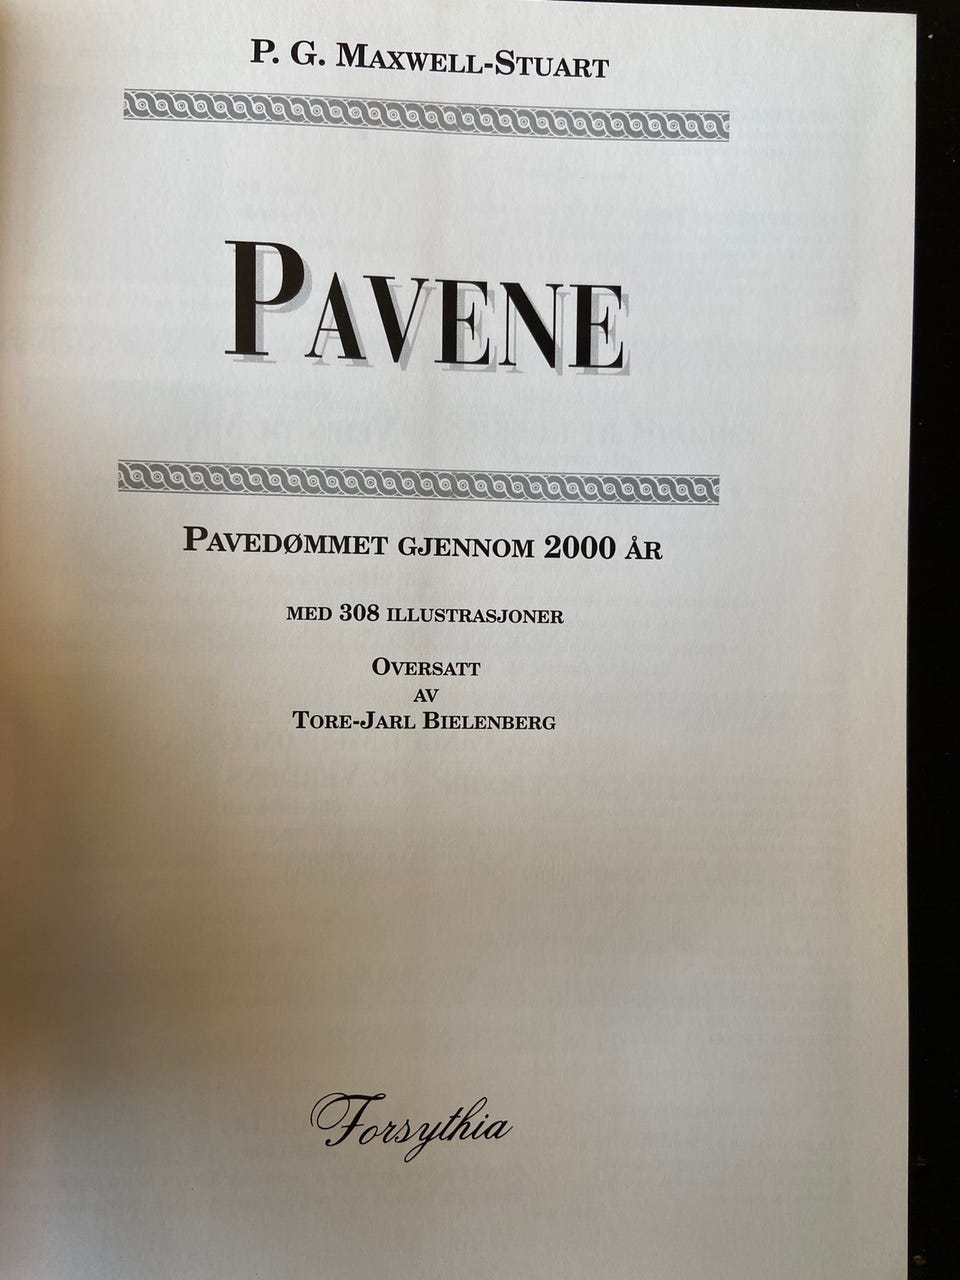 P. G. Maxwell-Stuart
Pavene
Pavedømmet gjennom 2000 år
med 308 illustrasjoner
Oversatt
av
Tore-Jarl Bielenberg
Forsythia